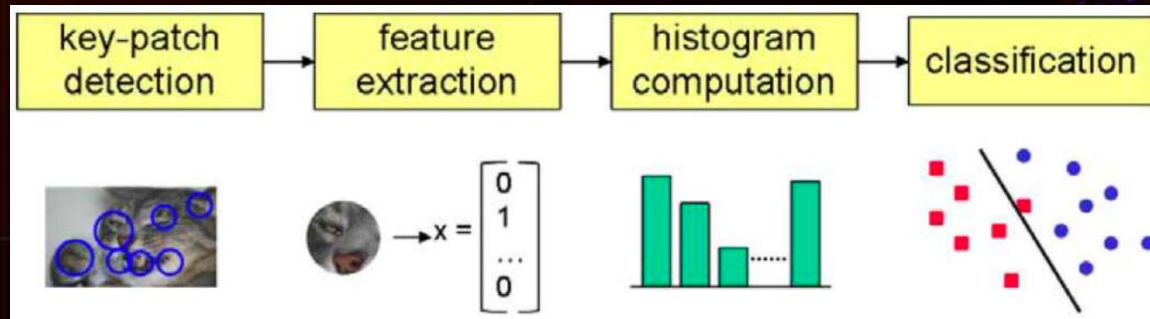 key-patch
detection
feature
extraction
histogram
computation
classification
x =
0
1
...
0
......